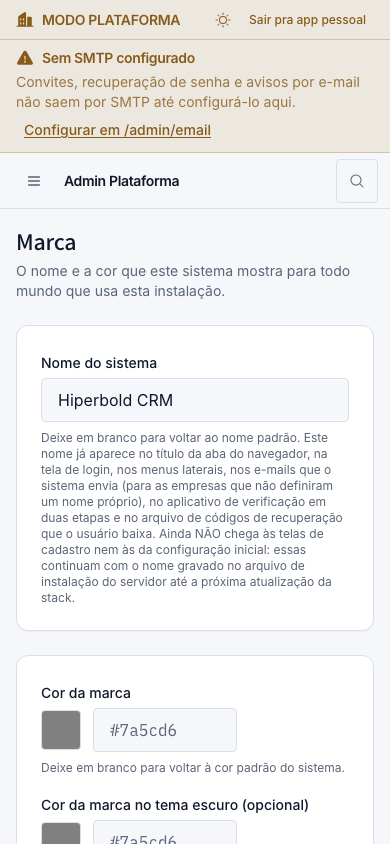 MODO PLATAFORMA
Sair pra app pessoal
Sem SMTP configurado
Convites, recuperação de senha e avisos por e-mail
não saem por SMTP até configurá-lo aqui.
Configurar em /admin/email
Admin Plataforma
Marca
O nome e a cor que este sistema mostra para todo
mundo que usa esta instalação.
Nome do sistema
Hiperbold CRM
Deixe em branco para voltar ao nome padrão. Este
nome já aparece no título da aba do navegador, na
tela de login, nos menus laterais, nos e-mails que o
sistema envia (para as empresas que não definiram
um nome próprio), no aplicativo de verificação em
duas etapas e no arquivo de códigos de recuperação
que o usuário baixa. Ainda NÃO chega às telas de
cadastro nem às da configuração inicial: essas
continuam com o nome gravado no arquivo de
instalação do servidor até a próxima atualização da
stack.
Cor da marca
#7a5cd6
Deixe em branco para voltar à cor padrão do sistema.
Cor da marca no tema escuro (opcional)
#7a5cd6